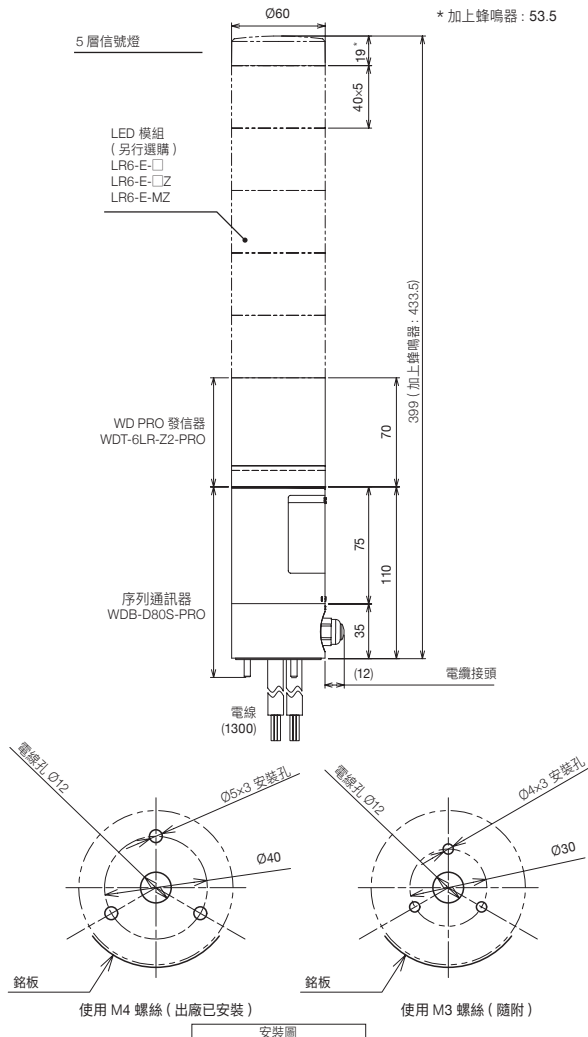 Ø60
* 加上蜂鳴器 : 53.5
5 層信號燈
19*
40×5
LED 模組
( 另行選購 )
LR6-E-□
LR6-E-□Z
LR6-E-MZ
399 ( 加上蜂鳴器 : 433.5)
WD PRO 發信器
WDT-6LR-Z2-PRO
70
75
110
序列通訊器
WDB-D80S-PRO
35
(12)
電纜接頭
電線
(1300)
電線孔 Ø12
Ø5x3 安裝孔
Ø40
銘板
使用 M4 螺絲 ( 出廠已安裝 )
電線孔 Ø12
Ø4x3 安裝孔
Ø30
銘板
使用 M3 螺絲 ( 隨附 )
安裝圖